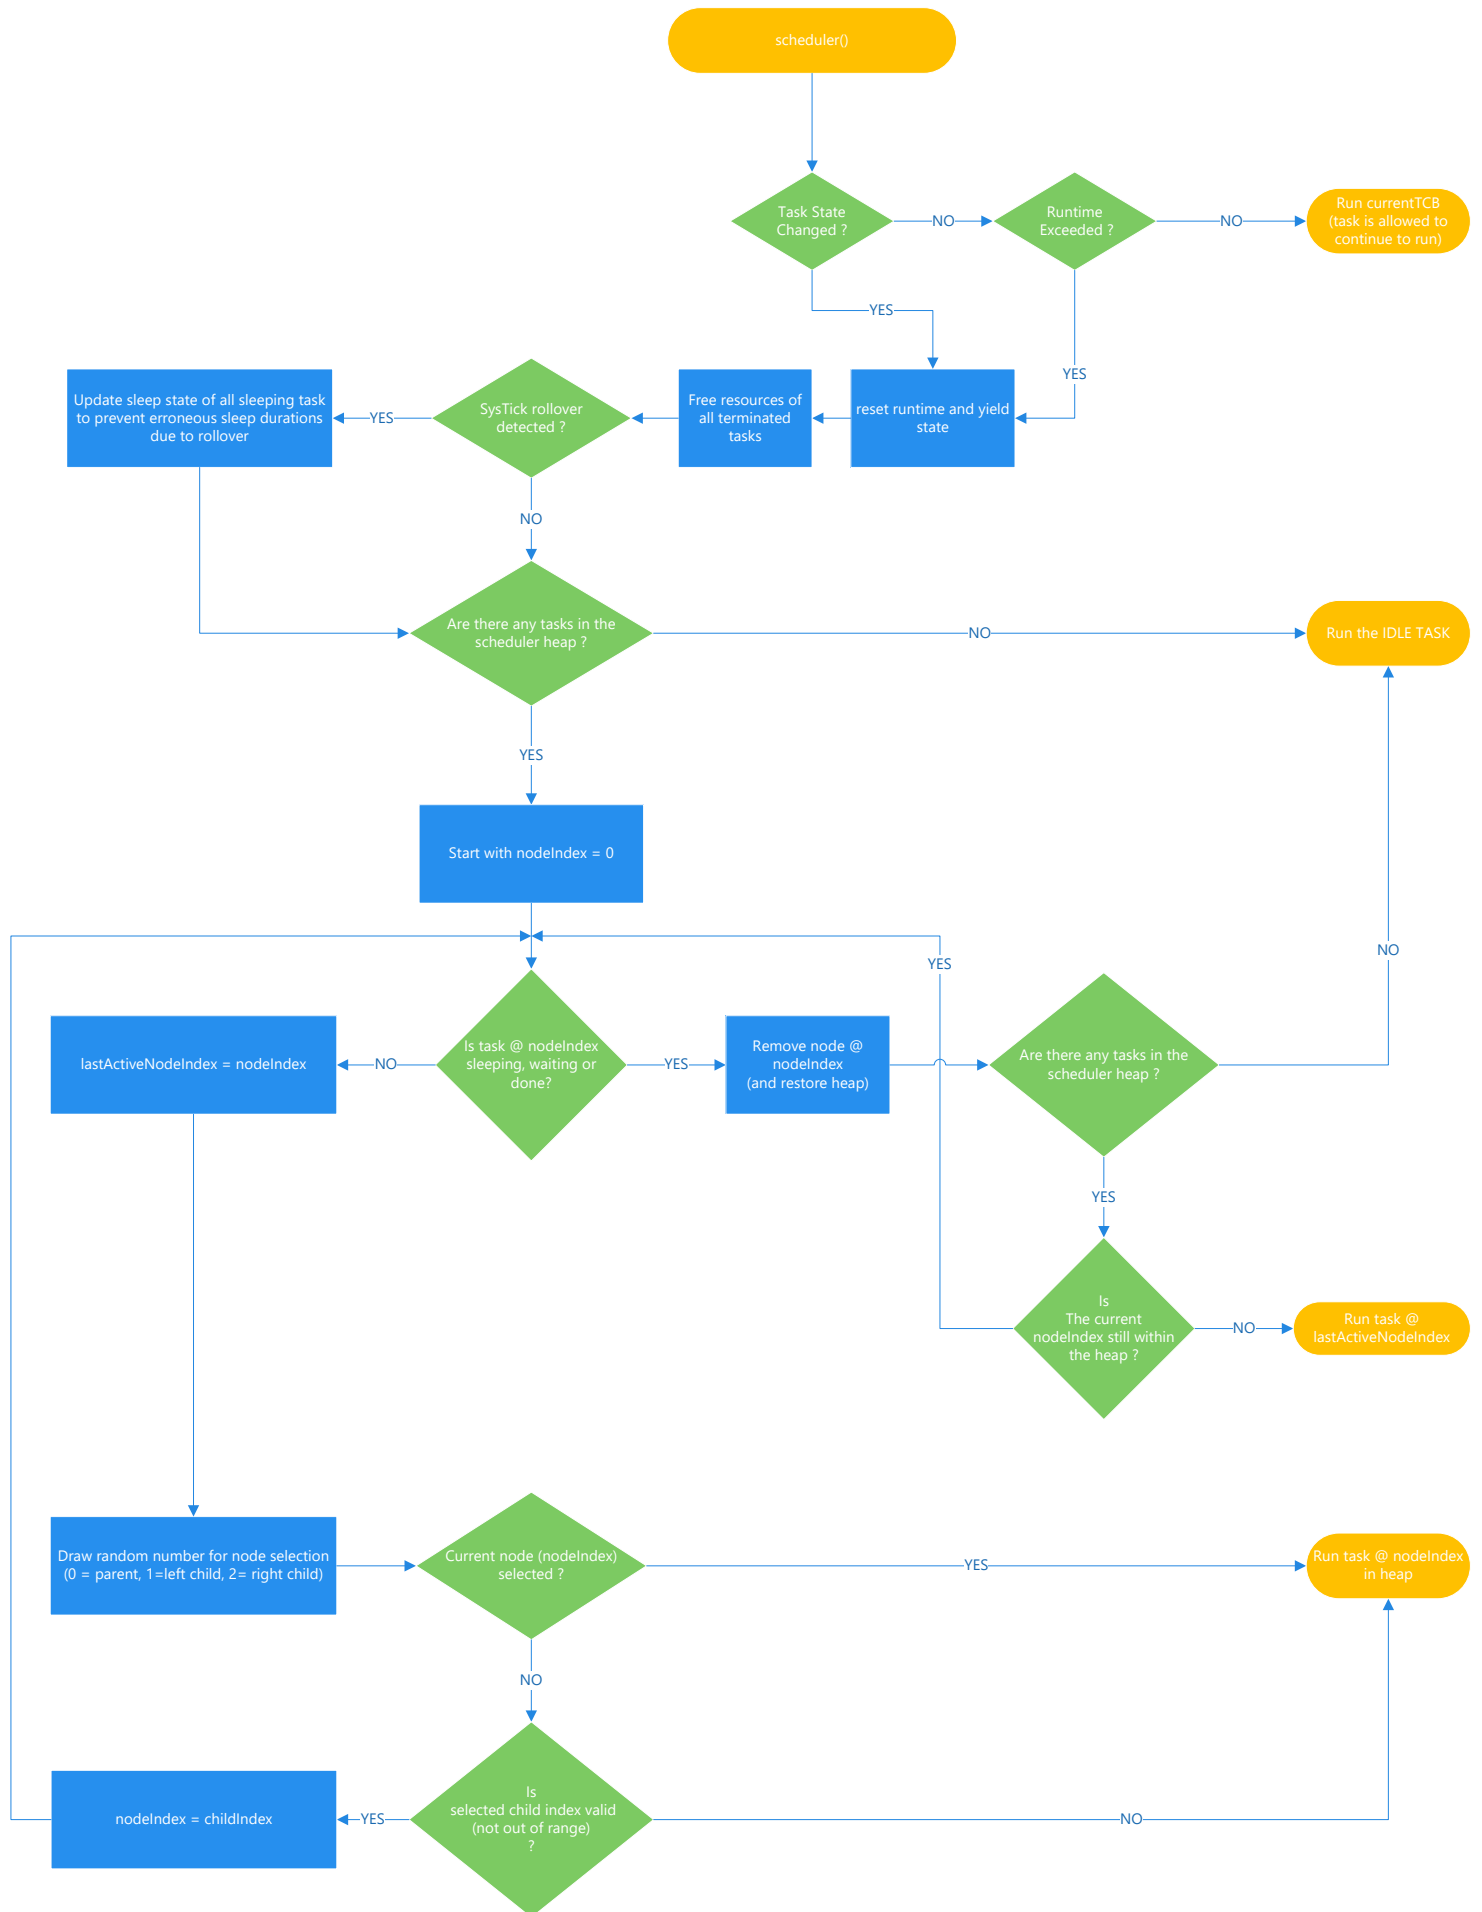 scheduler()
Task State
Changed ?
NO
Runtime
Exceeded ?
NO
Run currentTCB
(task is allowed to
continue to run)
YES
YES
Update sleep state of all sleeping task
to prevent erroneous sleep durations
due to rollover
YES
SysTick rollover
detected ?
Free resources of
all terminated
tasks
reset runtime and yield
state
NO
Are there any tasks in the
scheduler heap ?
NO
Run the IDLE TASK
YES
Start with nodeIndex = 0
YES
NO
lastActiveNodeIndex = nodeIndex
NO
Is task @ nodeIndex
sleeping, waiting or
done?
YES
Remove node @
nodeIndex
(and restore heap)
Are there any tasks in the
scheduler heap ?
YES
Is
The current
nodeIndex still within
the heap ?
NO
Run task @
lastActiveNodeIndex
Draw random number for node selection
(0 = parent, 1=left child, 2= right child)
Current node (nodeIndex)
selected ?
YES
Run task @ nodeIndex
in heap
NO
nodeIndex = childIndex
YES
Is
selected child index valid
(not out of range)
?
NO